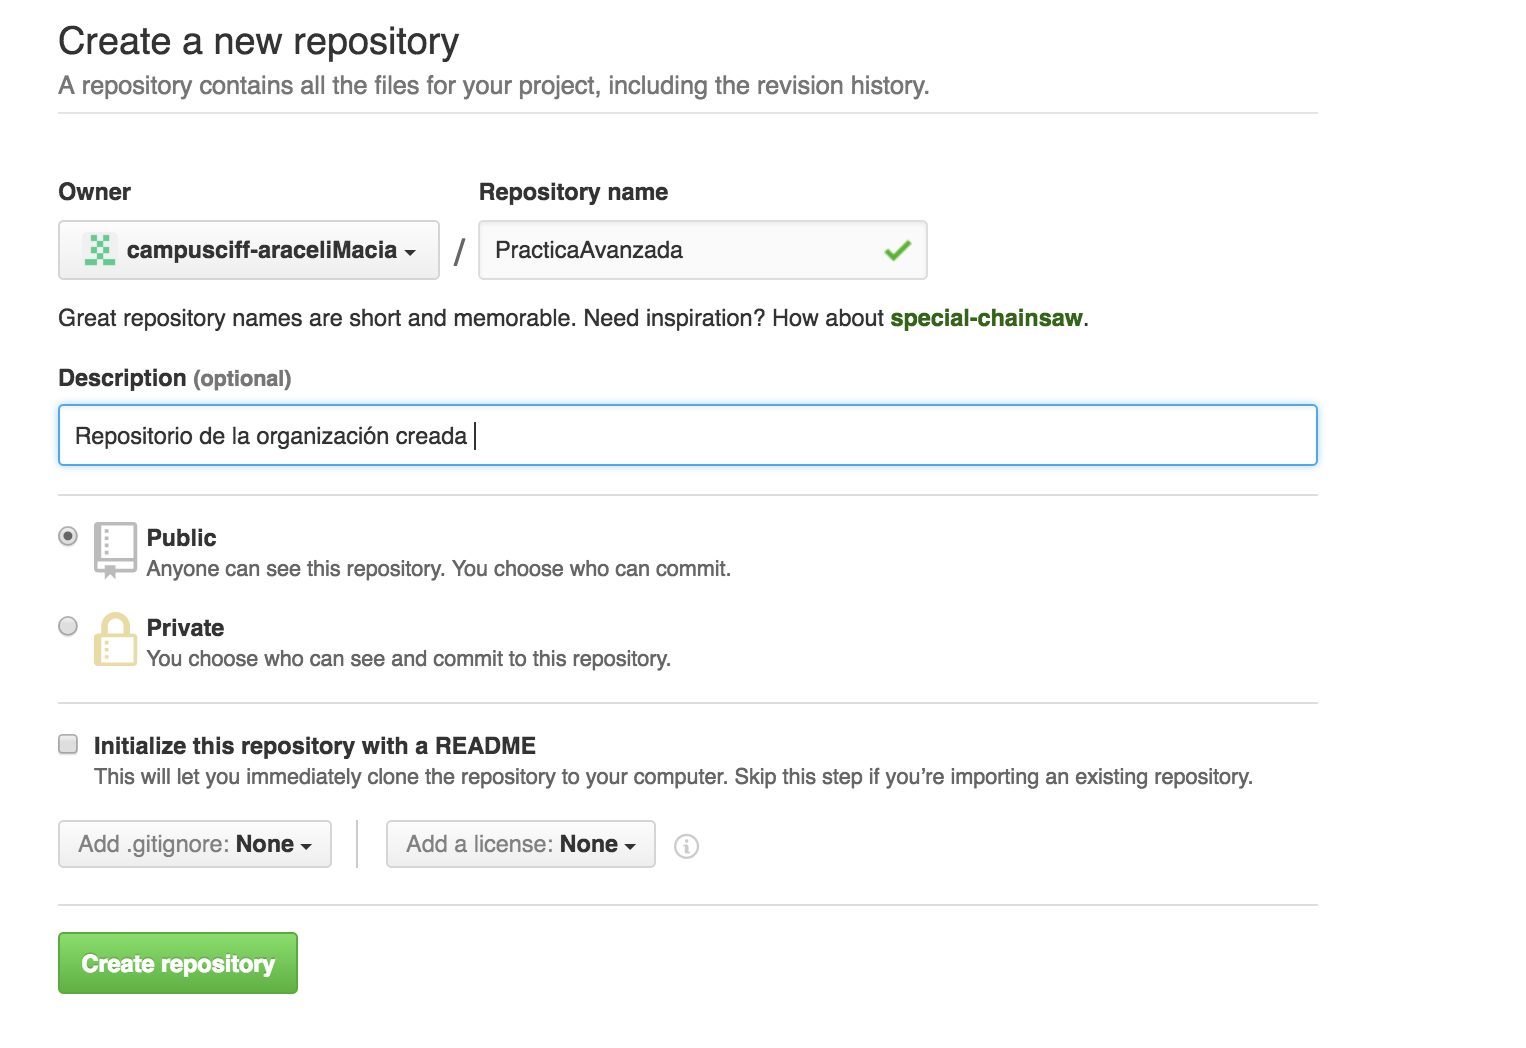 Create a new repository
A repository contains all the files for your project, including the revision history.
Owner
Repository name
campusciff-araceliMacia / PracticaAvanzada
Great repository names are short and memorable. Need inspiration? How about special-chainsaw.
Description (optional)
Repositorio de la organización creada
Public
Anyone can see this repository. You choose who can commit.
Private
You choose who can see and commit to this repository.
Initialize this repository with a README
This will let you immediately clone the repository to your computer. Skip this step if you’re importing an existing repository.
Add .gitignore: None
Add a license: None
Create repository